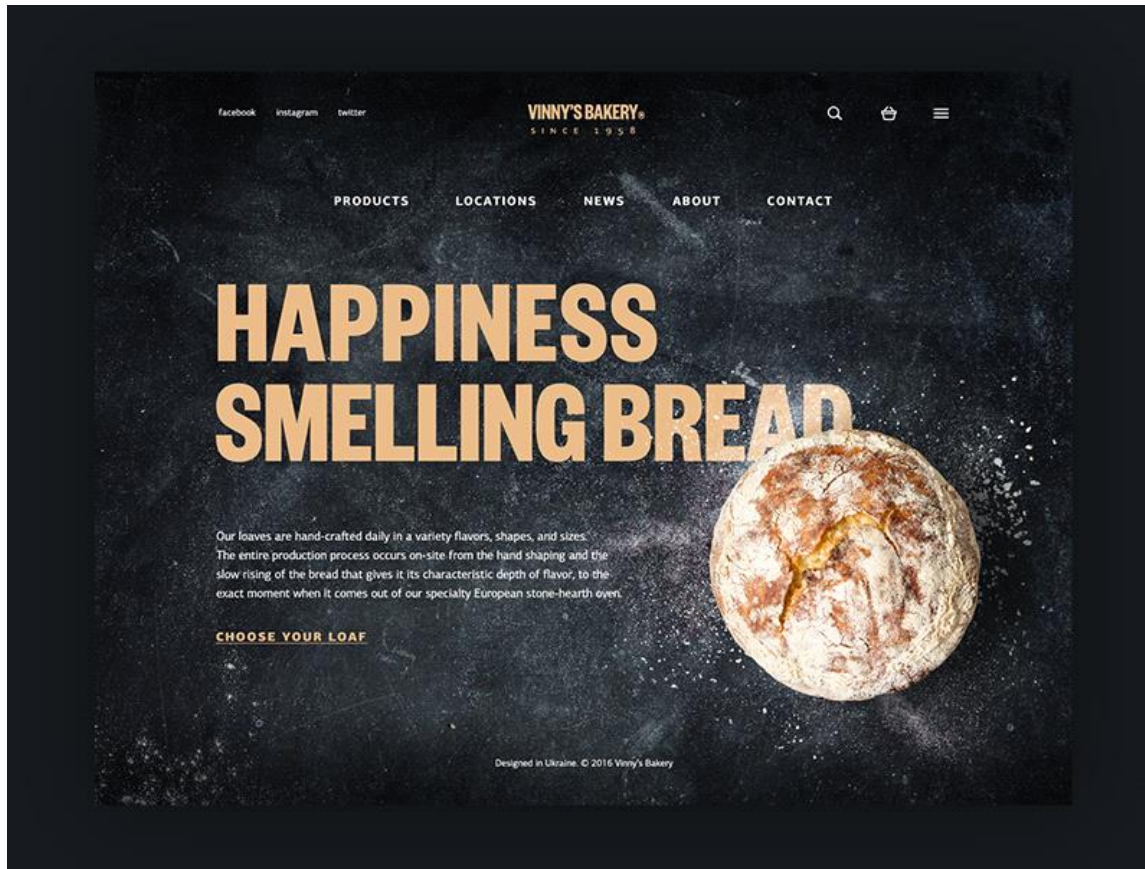 facebook instagram twitter
VINNY'S BAKERY®
SINCE 1958
PRODUCTS LOCATIONS NEWS ABOUT CONTACT
HAPPINESS
SMELLING BREAD
Our loaves are hand-crafted daily in a variety flavors, shapes, and sizes.
The entire production process occurs on-site from the hand shaping and the
slow rising of the bread that gives it its characteristic depth of flavor, to the
exact moment when it comes out of our specialty European stone-hearth oven.
CHOOSE YOUR LOAF
Designed in Ukraine. © 2016 Vinny's Bakery